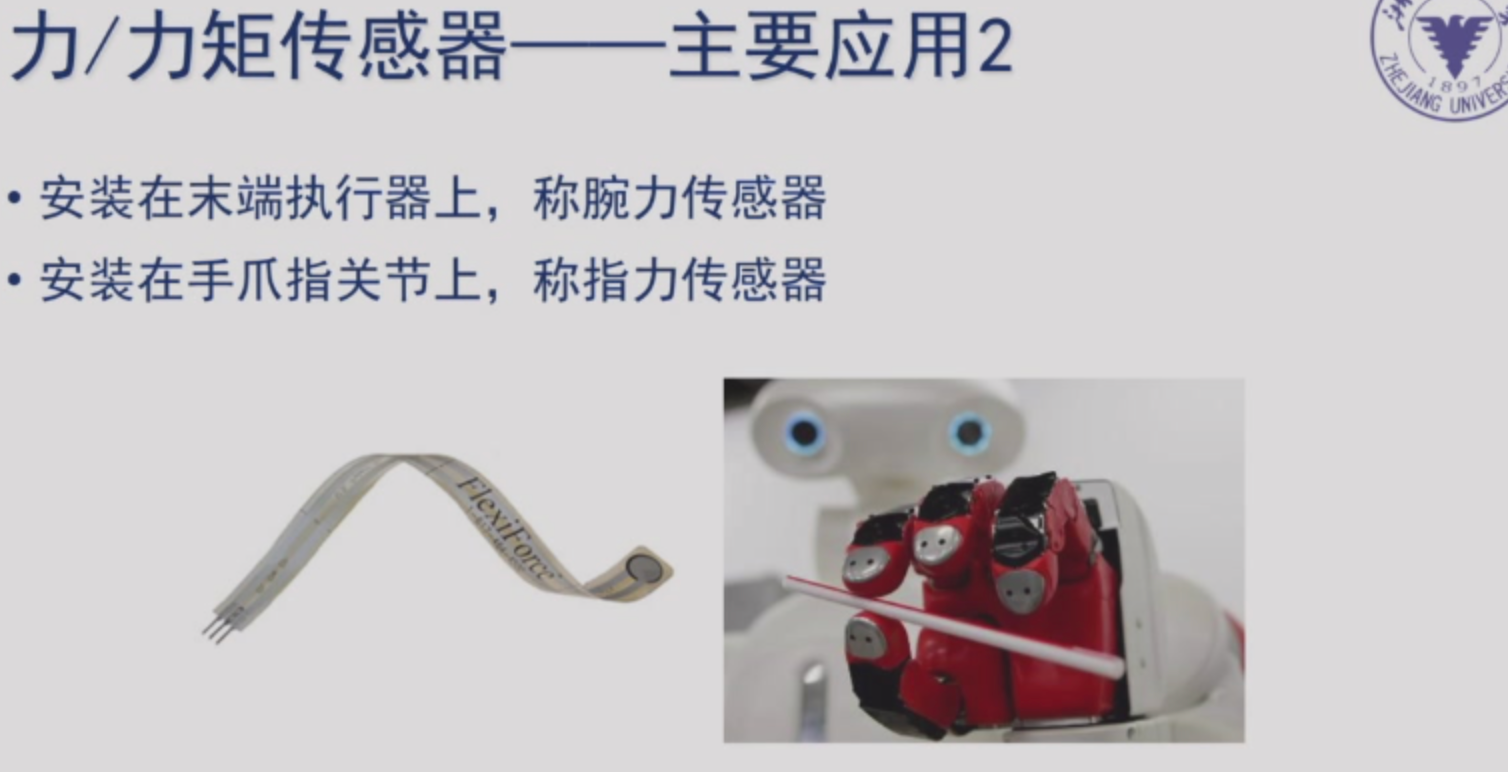 力/力矩传感器——主要应用2
ZHEJIANG UNIVERS
1897
• 安装在末端执行器上，称腕力传感器
• 安装在手爪指关节上，称指力传感器
FlexiForce